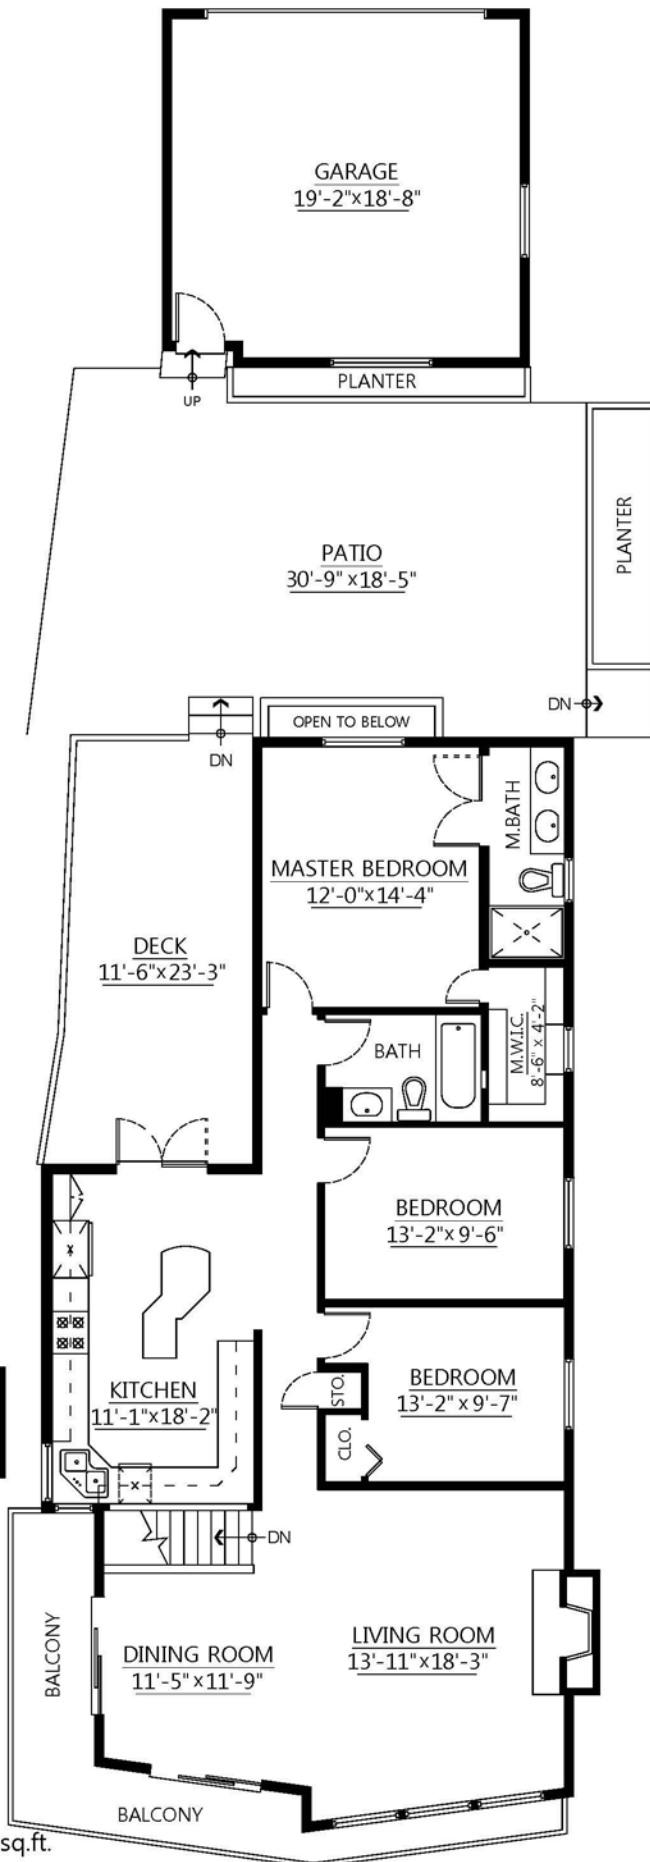 GARAGE
19'-2"x18'-8"
PLANTER
UP
PLANTER
PATIO
30'-9" x18'-5"
DN
OPEN TO BELOW
DN
M.BATH
MASTER BEDROOM
12'-0"x14'-4"
DECK
11'-6"x23'-3"
M.W.I.C.
8'-6" x 4'-2"
BATH
BEDROOM
13'-2"x 9'-6"
BEDROOM
13'-2"x 9'-7"
STO.
KITCHEN
11'-1"x18'-2"
CLO.
DN
BALCONY
LIVING ROOM
13'-11"x18'-3"
DINING ROOM
11'-5"x11'-9"
BALCONY
sq.ft.